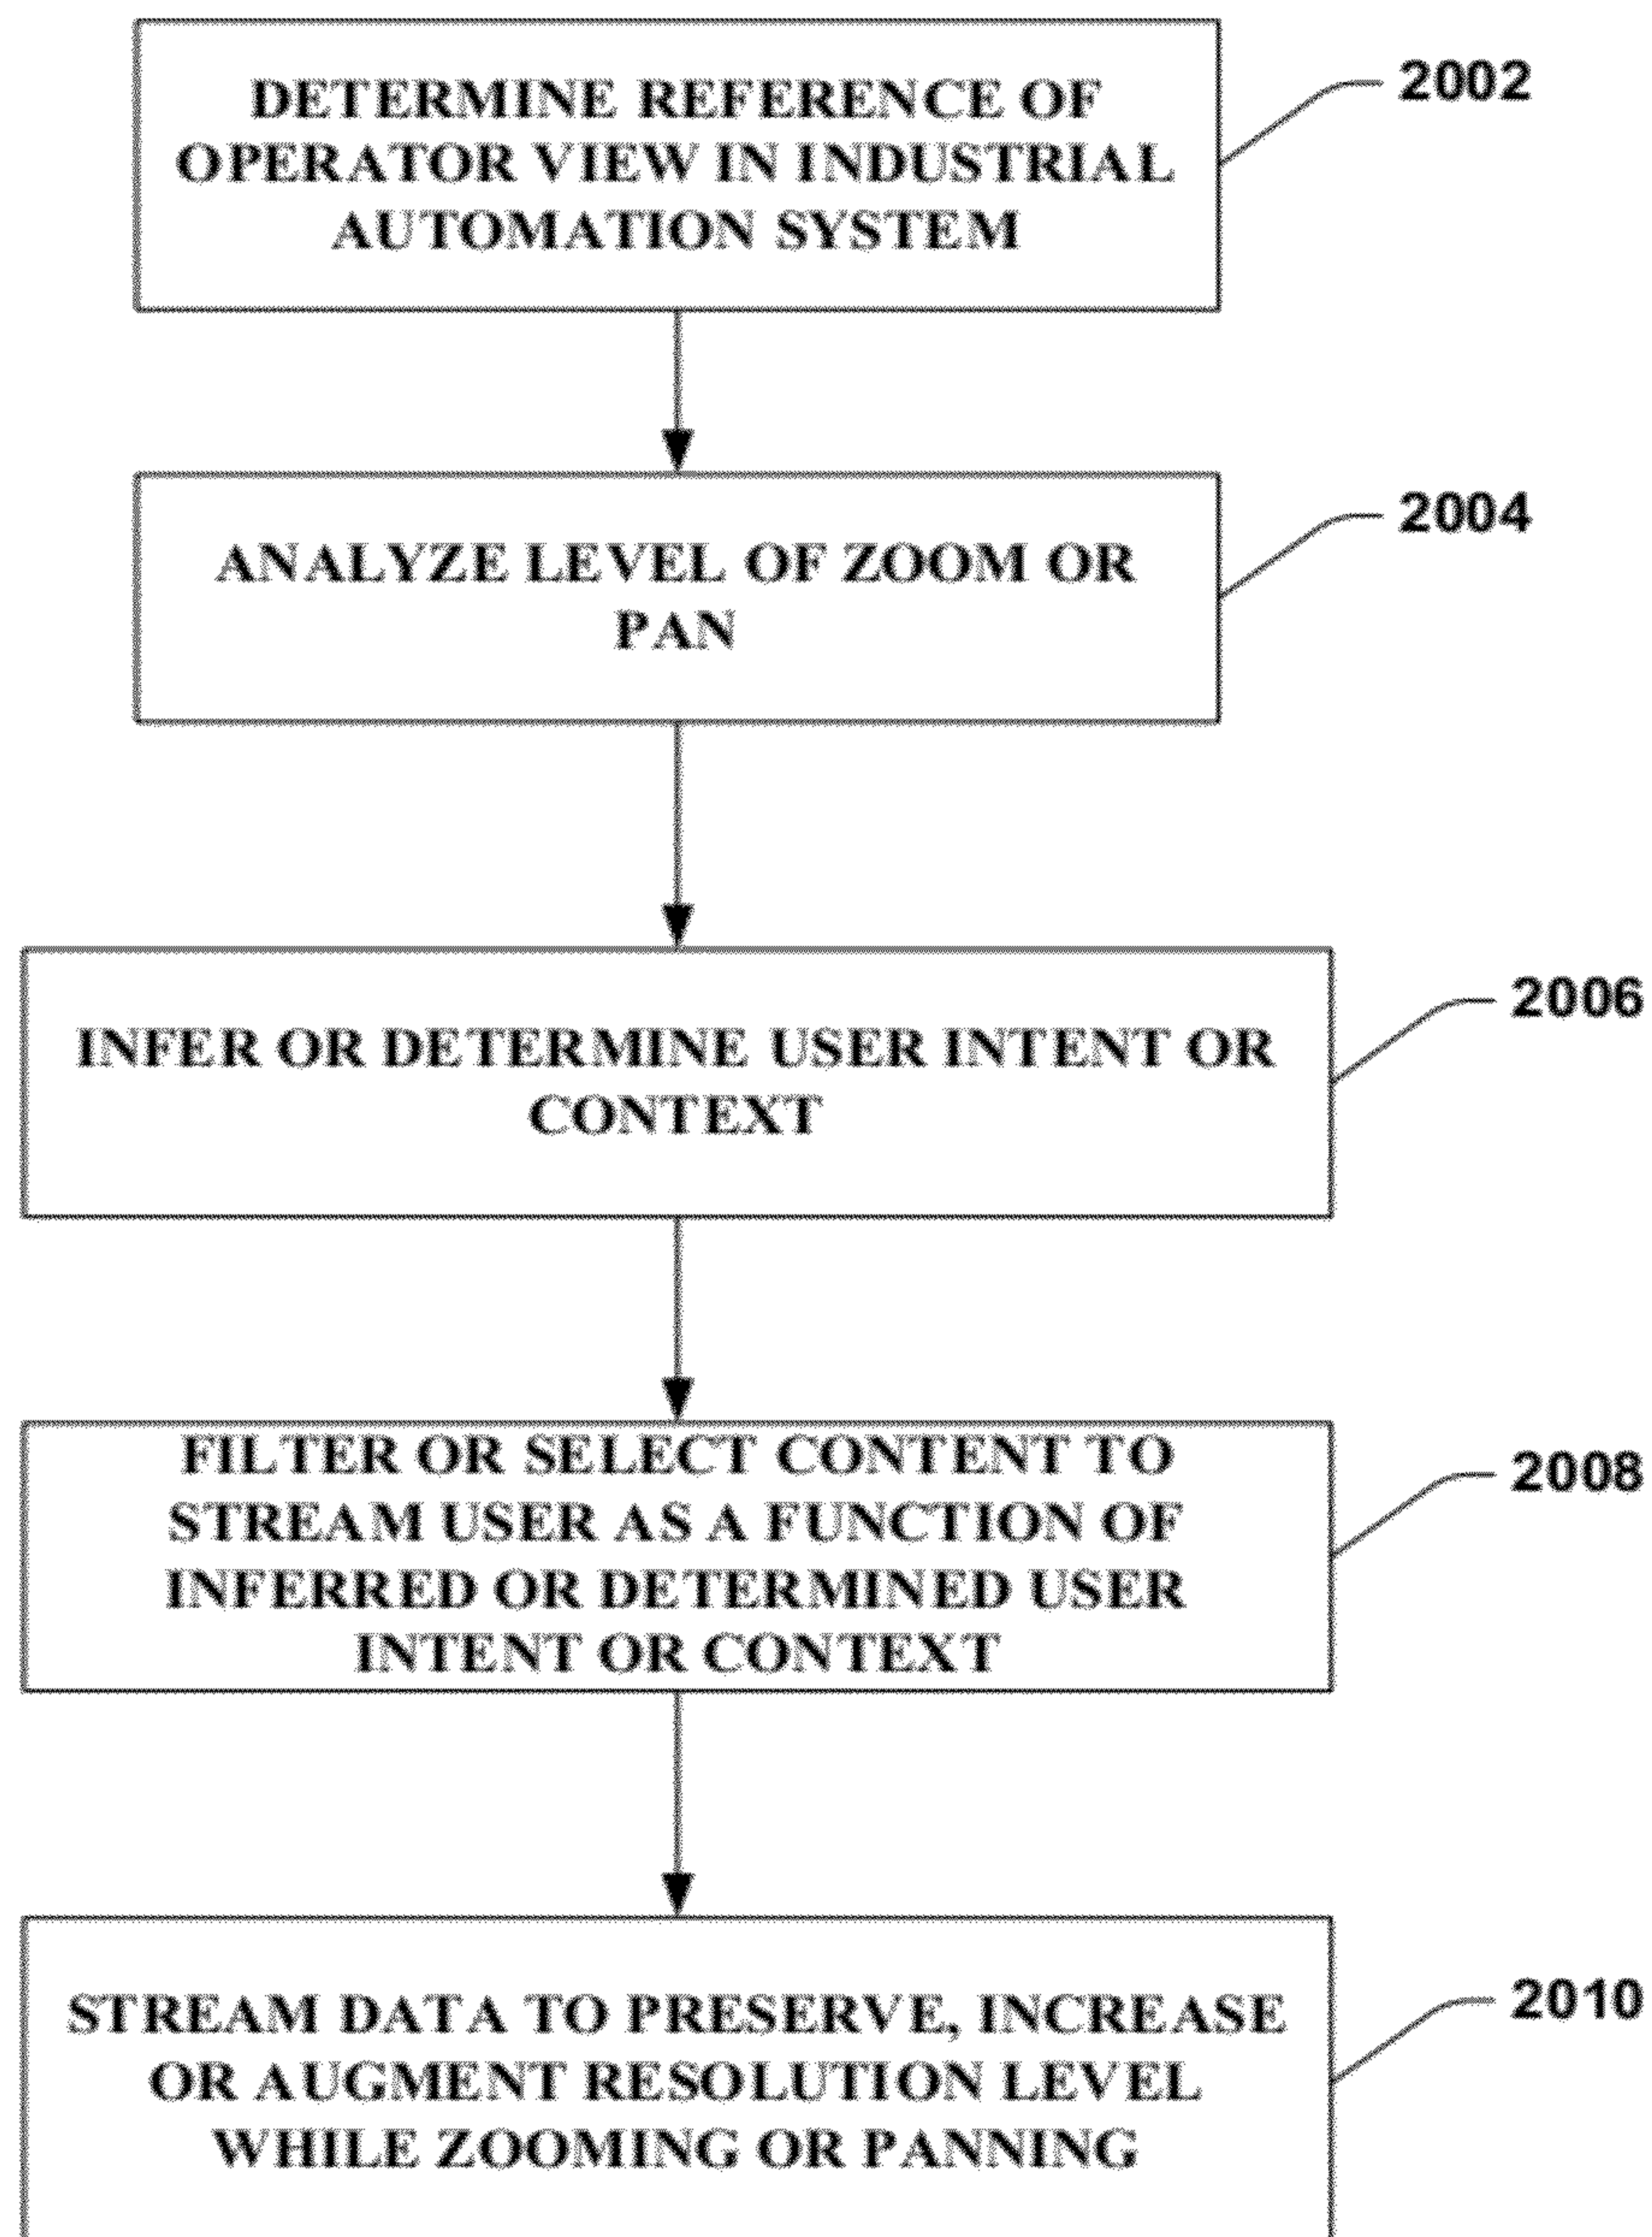 DETERMINE REFERENCE OF
OPERATOR VIEW IN INDUSTRIAL
AUTOMATION SYSTEM
2002
ANALYZE LEVEL OF ZOOM OR
PAN
2004
INFER OR DETERMINE USER INTENT OR
CONTEXT
2006
FILTER OR SELECT CONTENT TO
STREAM USER AS A FUNCTION OF
INFERRED OR DETERMINED USER
INTENT OR CONTEXT
2008
STREAM DATA TO PRESERVE, INCREASE
OR AUGMENT RESOLUTION LEVEL
WHILE ZOOMING OR PANNING
2010